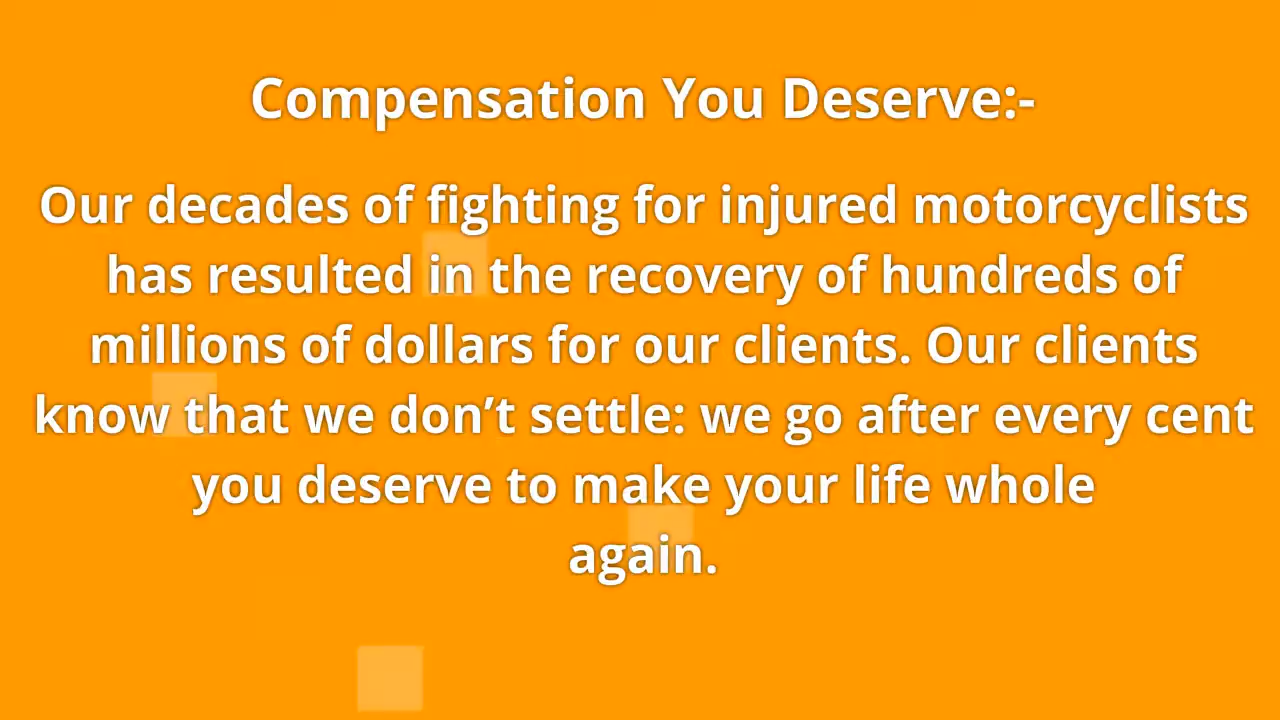 Compensation You Deserve:-
Our decades of fighting for injured motorcyclists
has resulted in the recovery of hundreds of
millions of dollars for our clients. Our clients
know that we don’t settle: we go after every cent
you deserve to make your life whole
again.